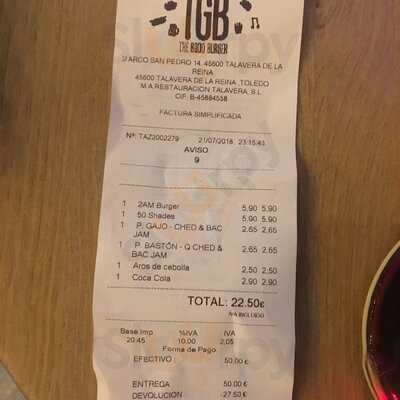 TGB
THE GOOD BURGER
MARCO SAN PEDRO 14, 45600 TALAVERA DE LA
REINA
45600 TALAVERA DE LA REINA ,TOLEDO
M.A RESTAURACION TALAVERA, S.L
CIF: B-45884558
FACTURA SIMPLIFICADA
Nº: TAZ2002279 21/07/2018 23:15:43
AVISO
9
1 2AM Burger 5,90 5,90
1 50 Shades 5,90 5,90
1 P. GAJO - CHED & BAC JAM 2,65 2,65
1 P. BASTÓN - Q CHED & BAC JAM 2,65 2,65
1 Aros de cebolla 2,50 2,50
1 Coca Cola 2,90 2,90
TOTAL: 22.50€
IVA INCLUIDO
Base Imp. %IVA IVA
20.45 10.00 2.05
Forma de Pago
EFECTIVO : 50.00€
ENTREGA 50.00€
DEVOLUCION -27.50€